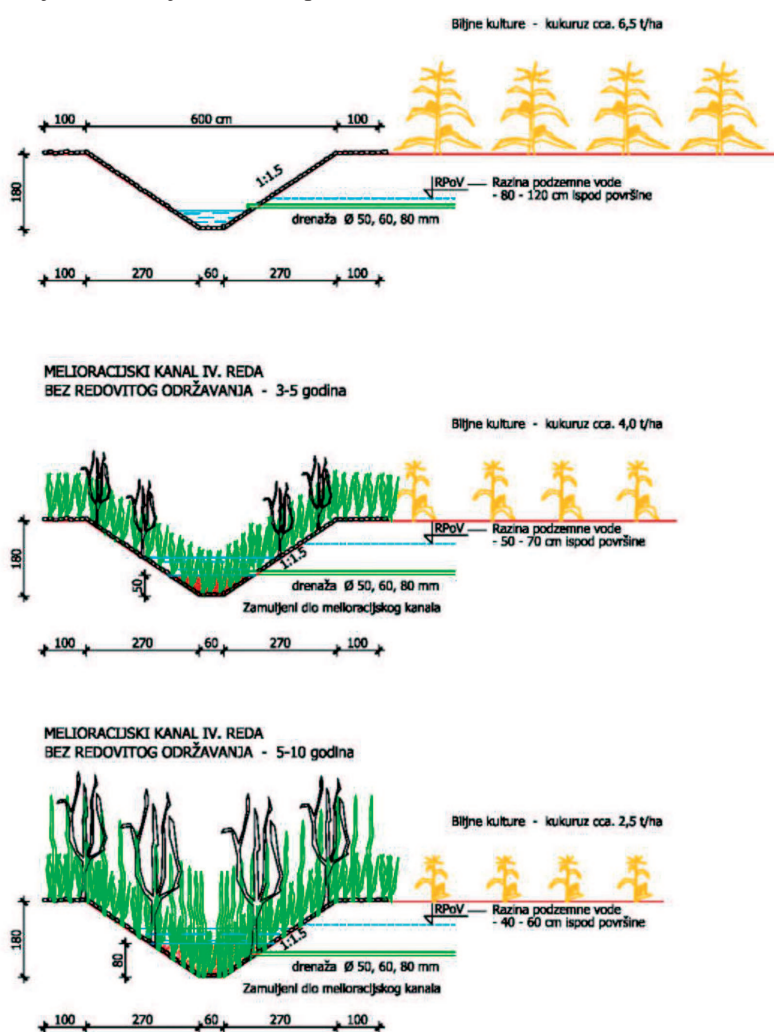 Biljne kulture - kukuruz cca. 6,5 t/ha
100 600 cm 100
180
1:1.5
RPoV Razina podzemne vode
- 80 - 120 cm ispod površine
drenaža Ø 50, 60, 80 mm
100 270 60 270 100
MELIORACIJSKI KANAL IV. REDA
BEZ REDOVITOG ODRŽAVANJA - 3-5 godina
Biljne kulture - kukuruz cca. 4,0 t/ha
180
50
1:1.5
RPoV Razina podzemne vode
- 50 - 70 cm ispod površine
drenaža Ø 50, 60, 80 mm
Zamuljeni dio melioracijskog kanala
100 270 60 270 100
MELIORACIJSKI KANAL IV. REDA
BEZ REDOVITOG ODRŽAVANJA - 5-10 godina
Biljne kulture - kukuruz cca. 2,5 t/ha
180
80
1:1.5
RPoV Razina podzemne vode
- 40 - 60 cm ispod površine
drenaža Ø 50, 60, 80 mm
Zamuljeni dio melioracijskog kanala
100 270 60 270 100